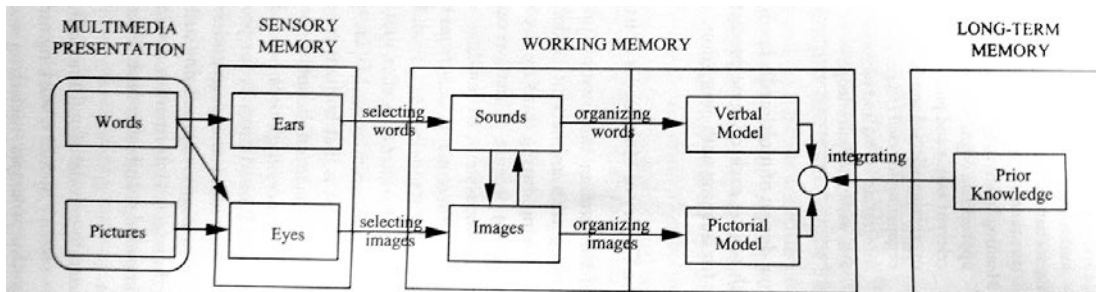 MULTIMEDIA
PRESENTATION
SENSORY
MEMORY
WORKING MEMORY
LONG-TERM
MEMORY
Words
Pictures
Ears
Eyes
selecting
words
selecting
images
Sounds
Images
organizing
words
organizing
images
Verbal
Model
Pictorial
Model
integrating
Prior
Knowledge